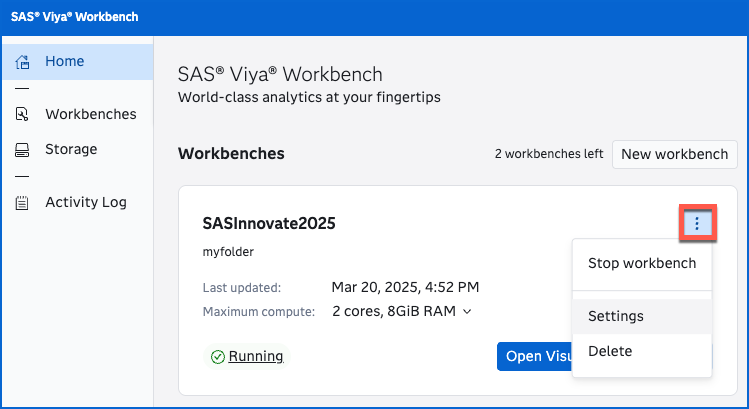 SAS® Viya® Workbench
Home
Workbenches
Storage
Activity Log
SAS® Viya® Workbench
World-class analytics at your fingertips
Workbenches
2 workbenches left
New workbench
SASInnovate2025
myfolder
Last updated: Mar 20, 2025, 4:52 PM
Maximum compute: 2 cores, 8GiB RAM
Running
Open Visu
Stop workbench
Settings
Delete